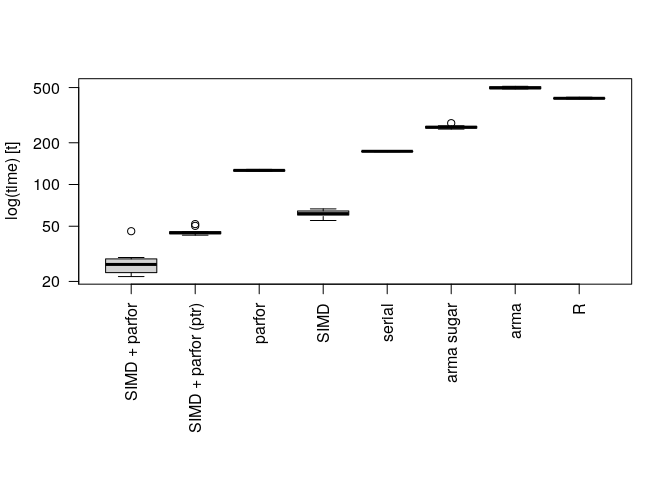 log(time) [t]
500
200
100
50
20
SIMD + parfor
SIMD + parfor (ptr)
parfor
SIMD
serial
arma sugar
arma
R